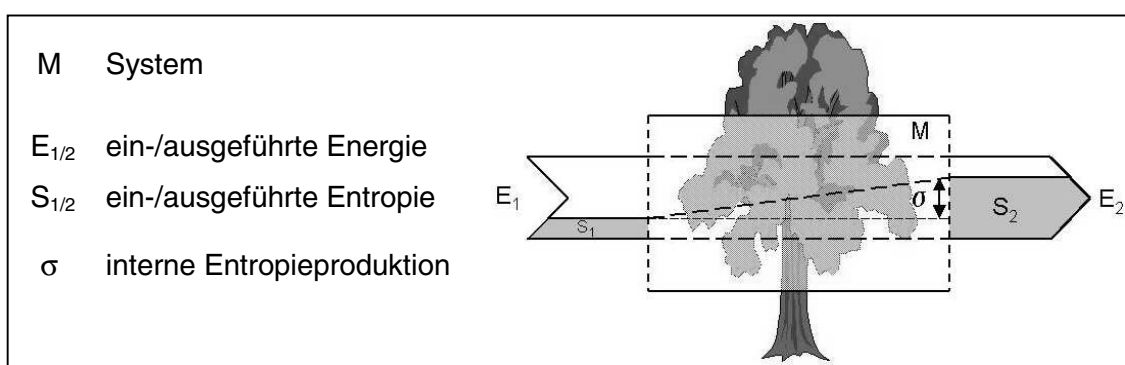 M System
E1/2 ein-/ausgeführte Energie
S1/2 ein-/ausgeführte Entropie
σ interne Entropieproduktion
M
E1
S1
σ
S2
E2